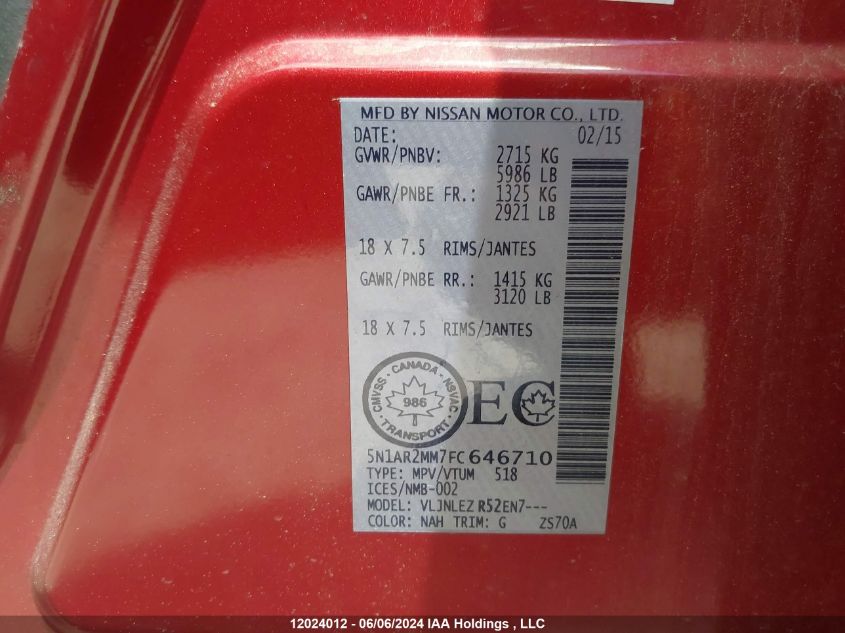 MFD BY NISSAN MOTOR CO., LTD.
DATE: 02/15
GVWR/PNBV: 2715 KG
5986 LB
GAWR/PNBE FR.: 1325 KG
2921 LB
18 X 7.5 RIMS/JANTES
GAWR/PNBE RR.: 1415 KG
3120 LB
18 X 7.5 RIMS/JANTES
CMVSS · CANADA · NSVAC · TRANSPORT ·
986
EC
5N1AR2MM7FC646710
TYPE: MPV/VTUM 518
ICES/NMB-002
MODEL: VLJNLEZ R52EN7---
COLOR: NAH TRIM: G ZS70A
12024012 - 06/06/2024 IAA Holdings , LLC